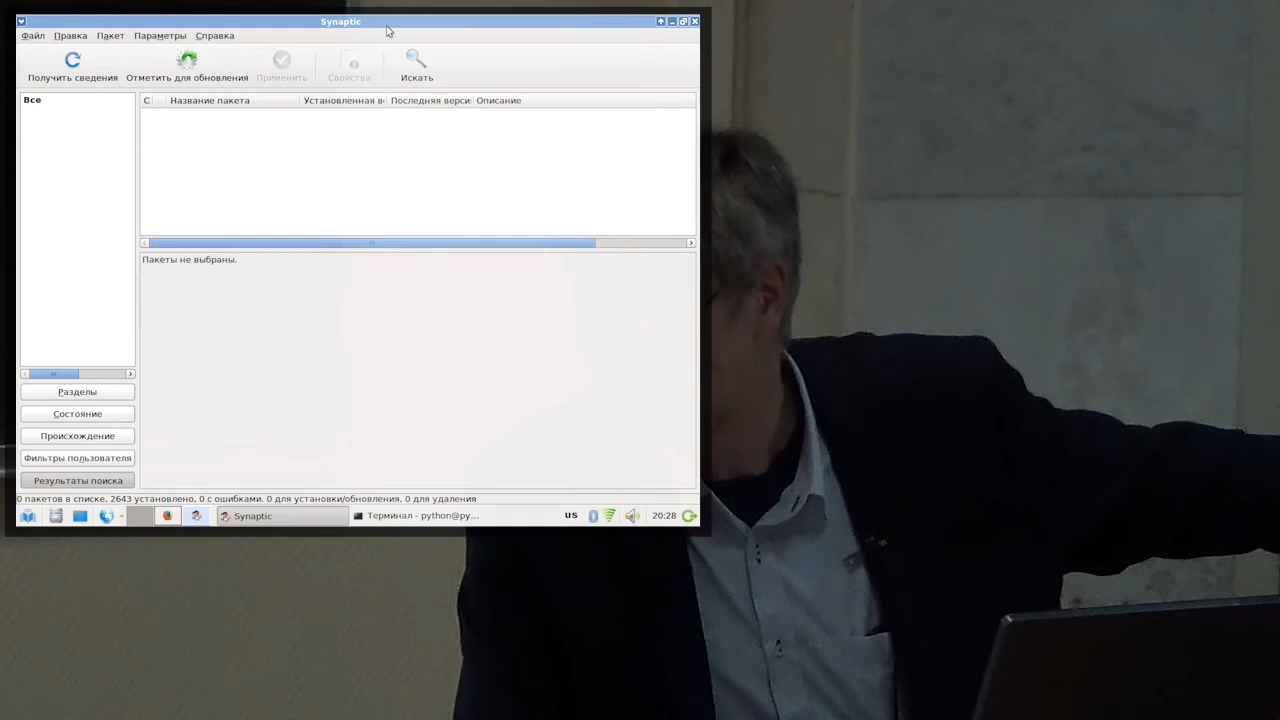 Synaptic
Файл Правка Пакет Параметры Справка
Получить сведения Отметить для обновления Применить Свойства Искать
Все
С Название пакета Установленная в Последняя верси Описание
Пакеты не выбраны.
Разделы
Состояние
Происхождение
Фильтры пользователя
Результаты поиска
0 пакетов в списке, 2643 установлено, 0 с ошибками. 0 для установки/обновления, 0 для удаления
Synaptic Терминал - python@py... us 20:28